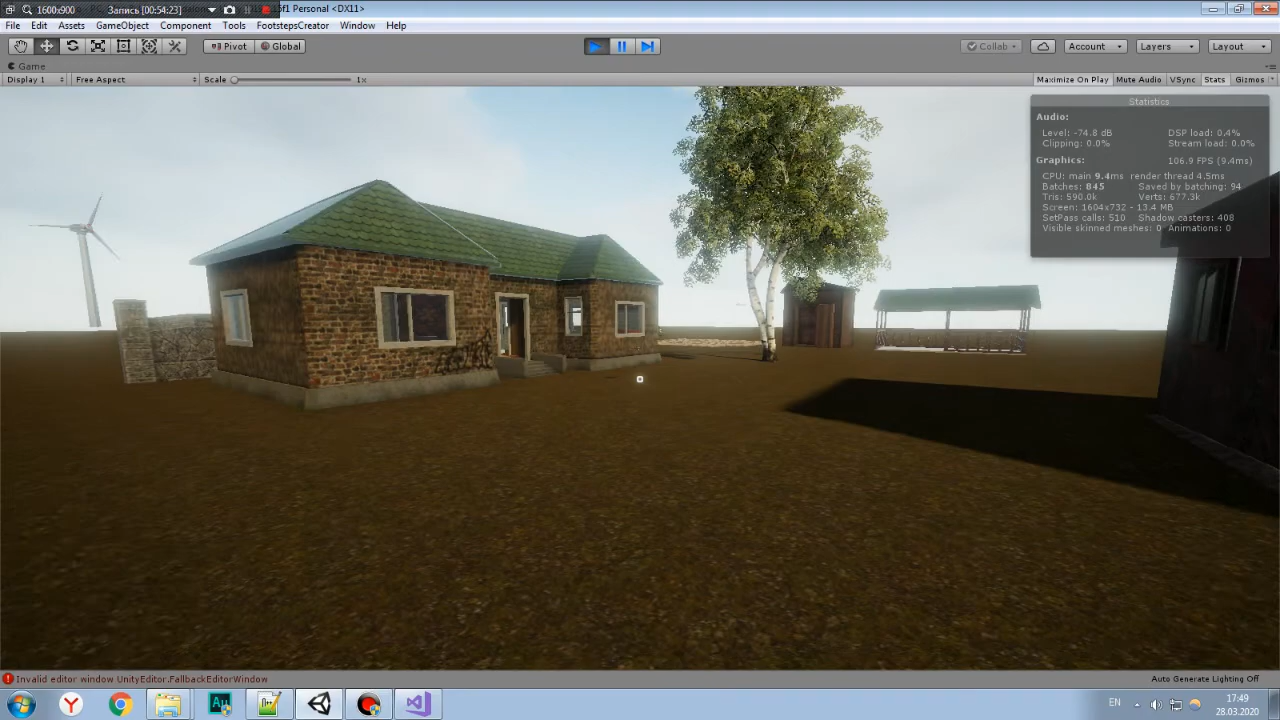 1600x900 Запись [00:54:23] 5f1 Personal <DX11>
File Edit Assets GameObject Component Tools FootstepsCreator Window Help
Pivot Global Collab Account Layers Layout
Game
Display 1 Free Aspect Scale 1x Maximize On Play Mute Audio VSync Stats Gizmos
Statistics
Audio:
Level: -74.8 dB DSP load: 0.4%
Clipping: 0.0% Stream load: 0.0%
Graphics: 106.9 FPS (9.4ms)
CPU: main 9.4ms render thread 4.5ms
Batches: 845 Saved by batching: 94
Tris: 590.0k Verts: 677.3k
Screen: 1604x732 - 13.4 MB
SetPass calls: 510 Shadow casters: 408
Visible skinned meshes: 0 Animations: 0
Invalid editor window UnityEditor.FallbackEditorWindow Auto Generate Lighting Off
EN 17:49
28.03.2020